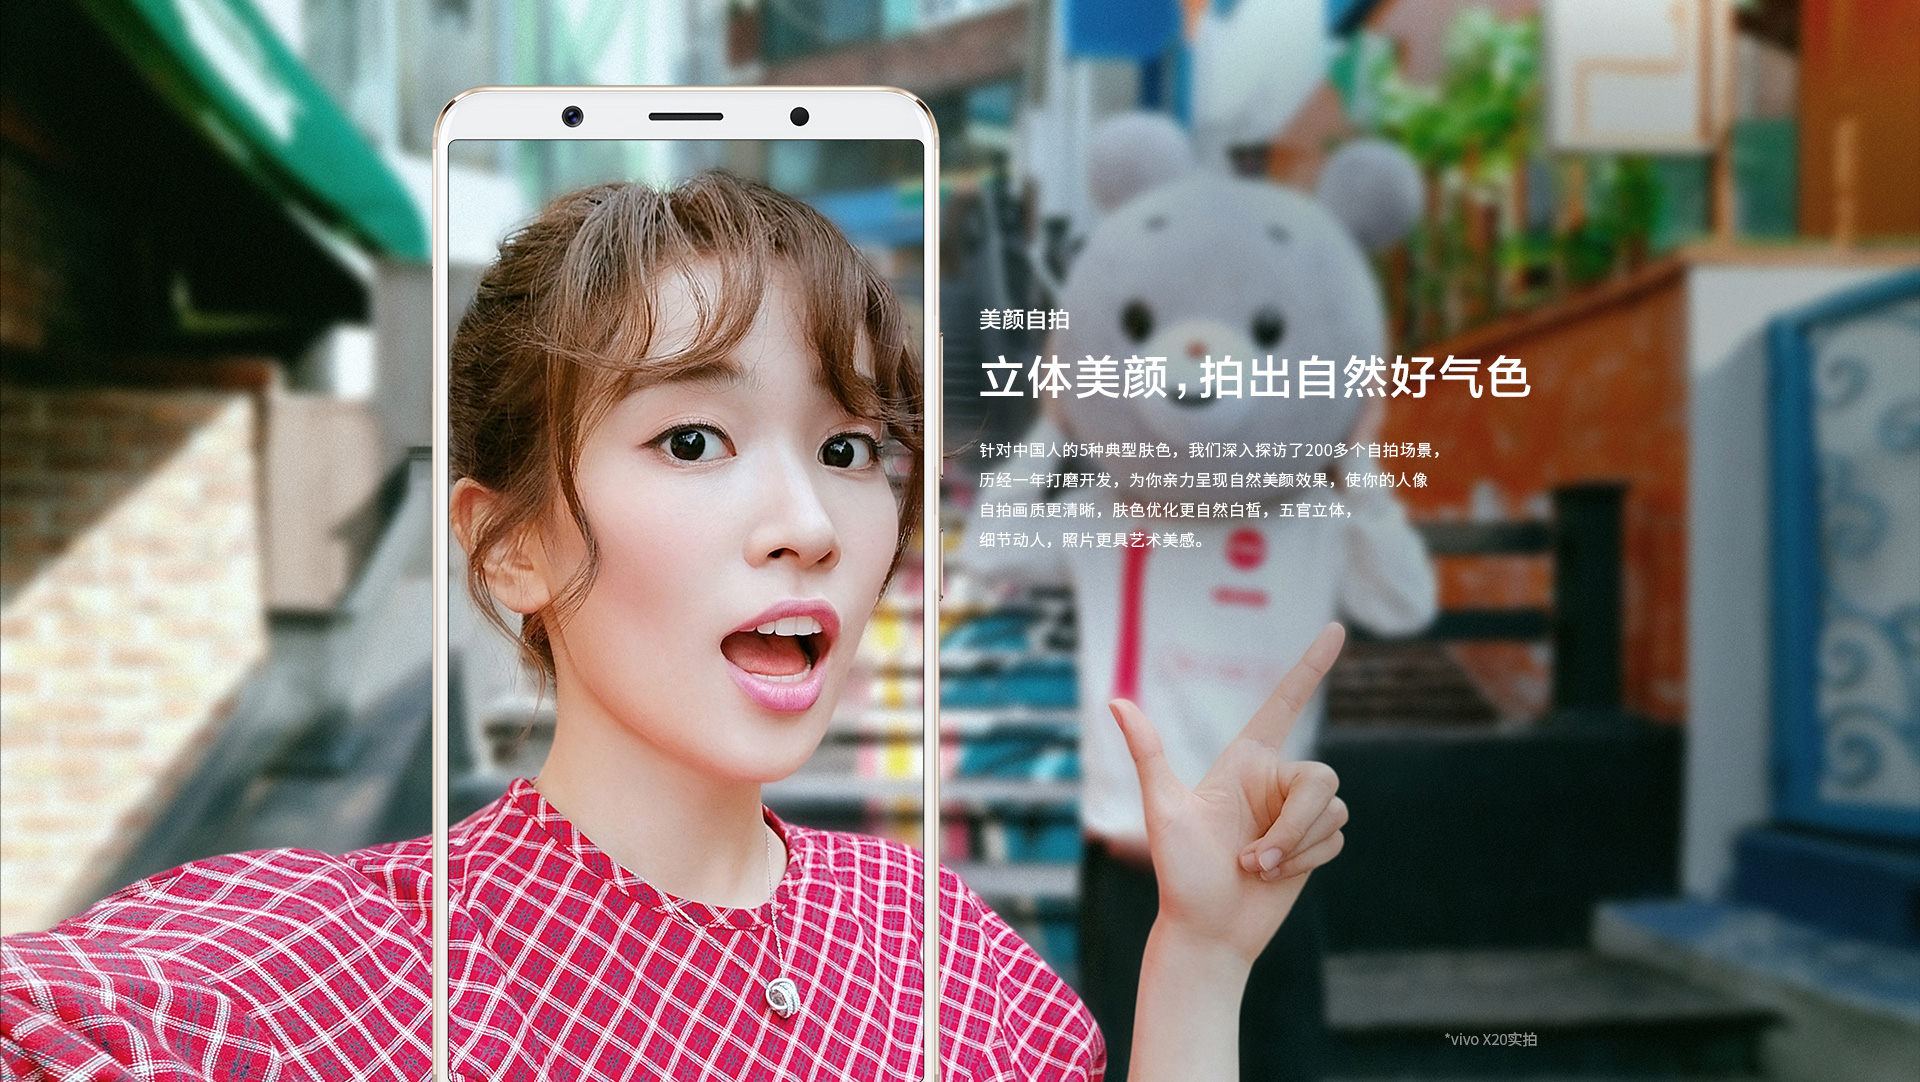 美颜自拍
立体美颜，拍出自然好气色
针对中国人的5种典型肤色，我们深入探访了200多个自拍场景，
历经一年打磨开发，为你亲力呈现自然美颜效果，使你的人像
自拍画质更清晰，肤色优化更自然白皙，五官立体，
细节动人，照片更具艺术美感。
*vivo X20实拍